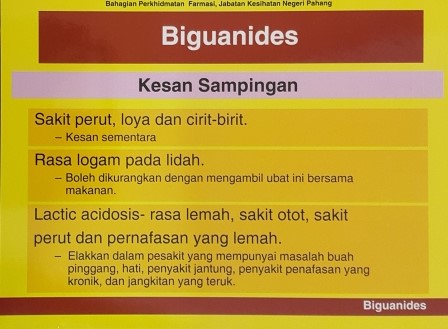 Bahagian Perkhidmatan Farmasi, Jabatan Kesihatan Negeri Pahang
Biguanides
Kesan Sampingan
Sakit perut, loya dan cirit-birit.
– Kesan sementara
Rasa logam pada lidah.
– Boleh dikurangkan dengan mengambil ubat ini bersama
makanan.
Lactic acidosis- rasa lemah, sakit otot, sakit
perut dan pernafasan yang lemah.
– Elakkan dalam pesakit yang mempunyai masalah buah
pinggang, hati, penyakit jantung, penyakit penafasan yang
kronik, dan jangkitan yang teruk.
Biguanides